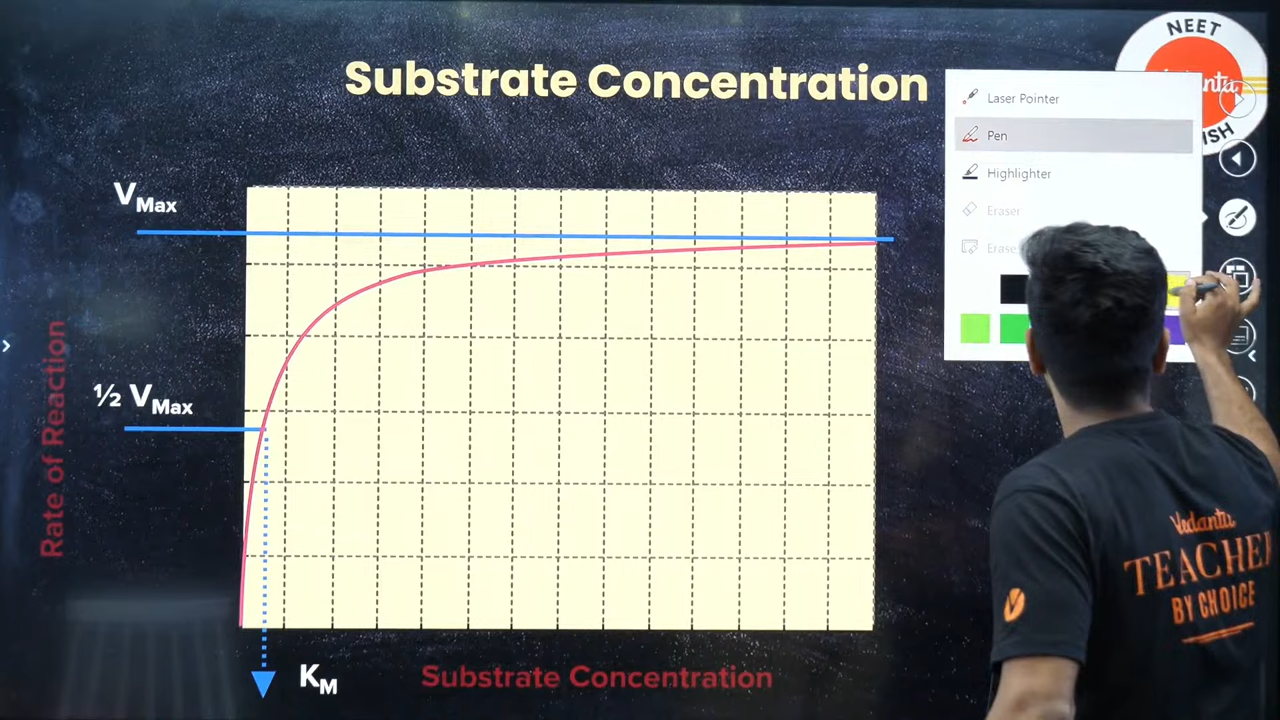 Substrate Concentration
NEET
Laser Pointer
Pen
Highlighter
Eraser
Erase
VMax
½ VMax
Rate of Reaction
KM
Substrate Concentration
Vedantu
TEACHER
BY CHOICE